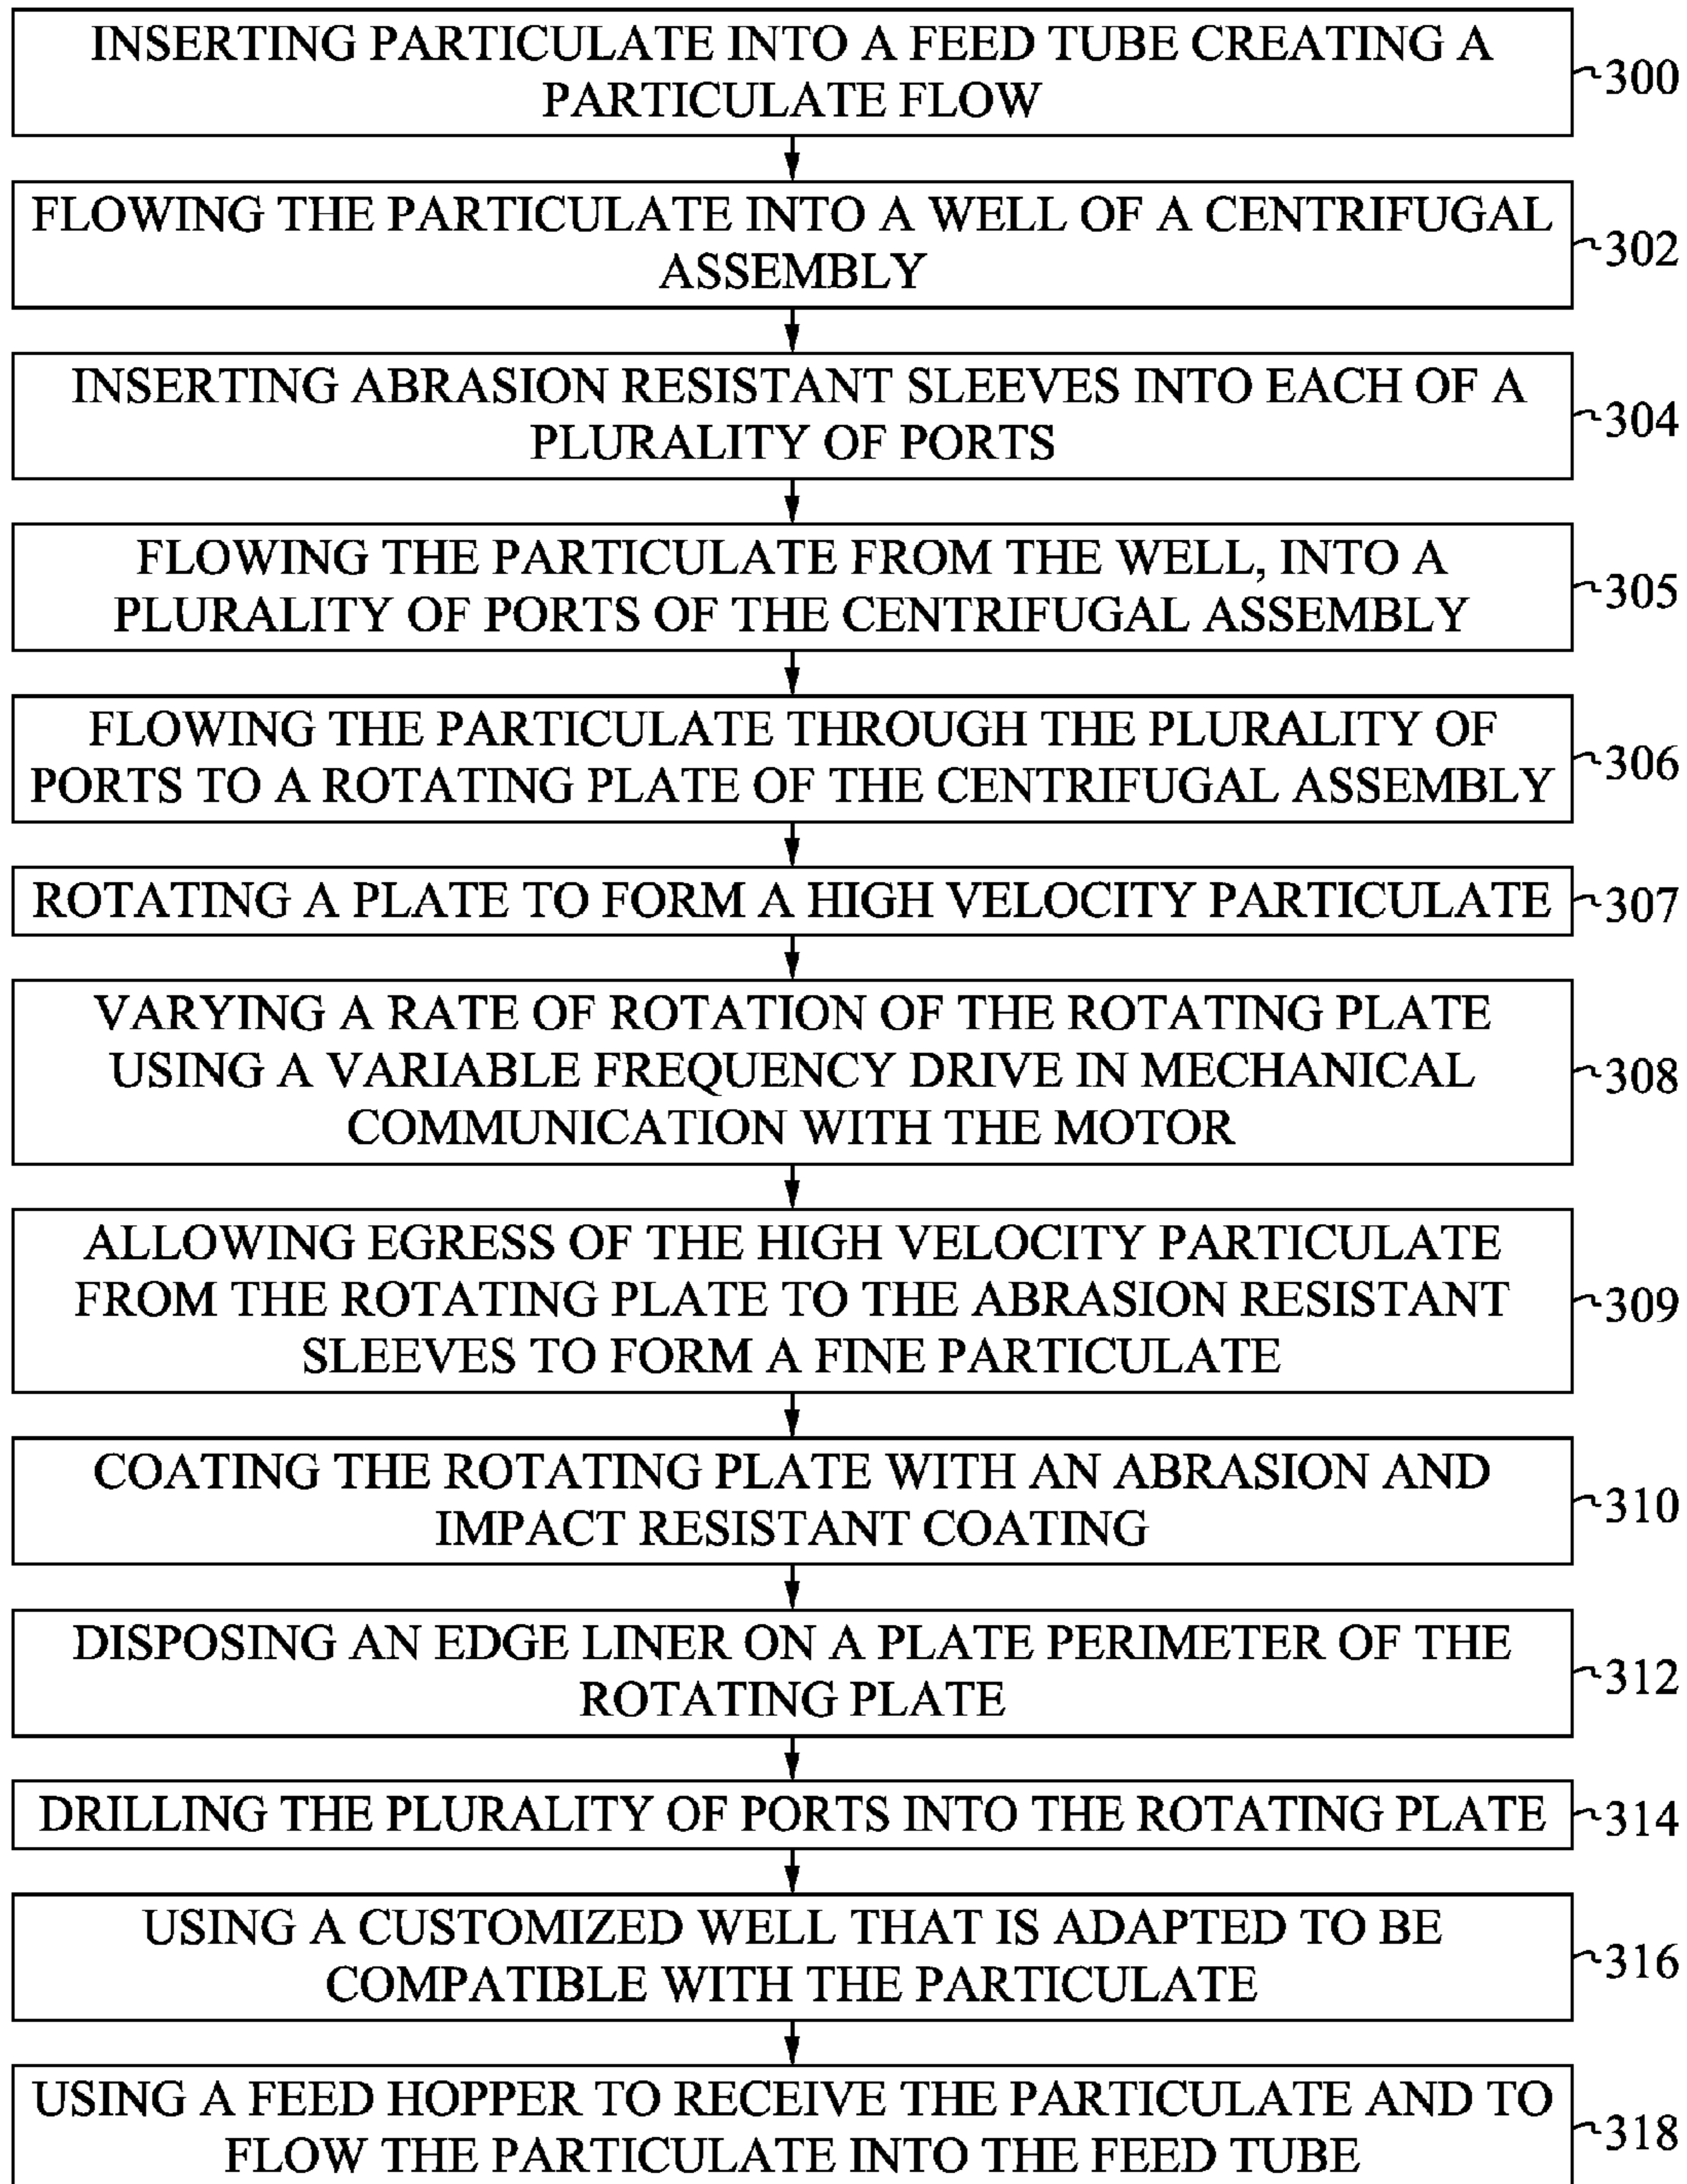 INSERTING PARTICULATE INTO A FEED TUBE CREATING A
PARTICULATE FLOW
300
FLOWING THE PARTICULATE INTO A WELL OF A CENTRIFUGAL
ASSEMBLY
302
INSERTING ABRASION RESISTANT SLEEVES INTO EACH OF A
PLURALITY OF PORTS
304
FLOWING THE PARTICULATE FROM THE WELL, INTO A
PLURALITY OF PORTS OF THE CENTRIFUGAL ASSEMBLY
305
FLOWING THE PARTICULATE THROUGH THE PLURALITY OF
PORTS TO A ROTATING PLATE OF THE CENTRIFUGAL ASSEMBLY
306
ROTATING A PLATE TO FORM A HIGH VELOCITY PARTICULATE
307
VARYING A RATE OF ROTATION OF THE ROTATING PLATE
USING A VARIABLE FREQUENCY DRIVE IN MECHANICAL
COMMUNICATION WITH THE MOTOR
308
ALLOWING EGRESS OF THE HIGH VELOCITY PARTICULATE
FROM THE ROTATING PLATE TO THE ABRASION RESISTANT
SLEEVES TO FORM A FINE PARTICULATE
309
COATING THE ROTATING PLATE WITH AN ABRASION AND
IMPACT RESISTANT COATING
310
DISPOSING AN EDGE LINER ON A PLATE PERIMETER OF THE
ROTATING PLATE
312
DRILLING THE PLURALITY OF PORTS INTO THE ROTATING PLATE
314
USING A CUSTOMIZED WELL THAT IS ADAPTED TO BE
COMPATIBLE WITH THE PARTICULATE
316
USING A FEED HOPPER TO RECEIVE THE PARTICULATE AND TO
FLOW THE PARTICULATE INTO THE FEED TUBE
318